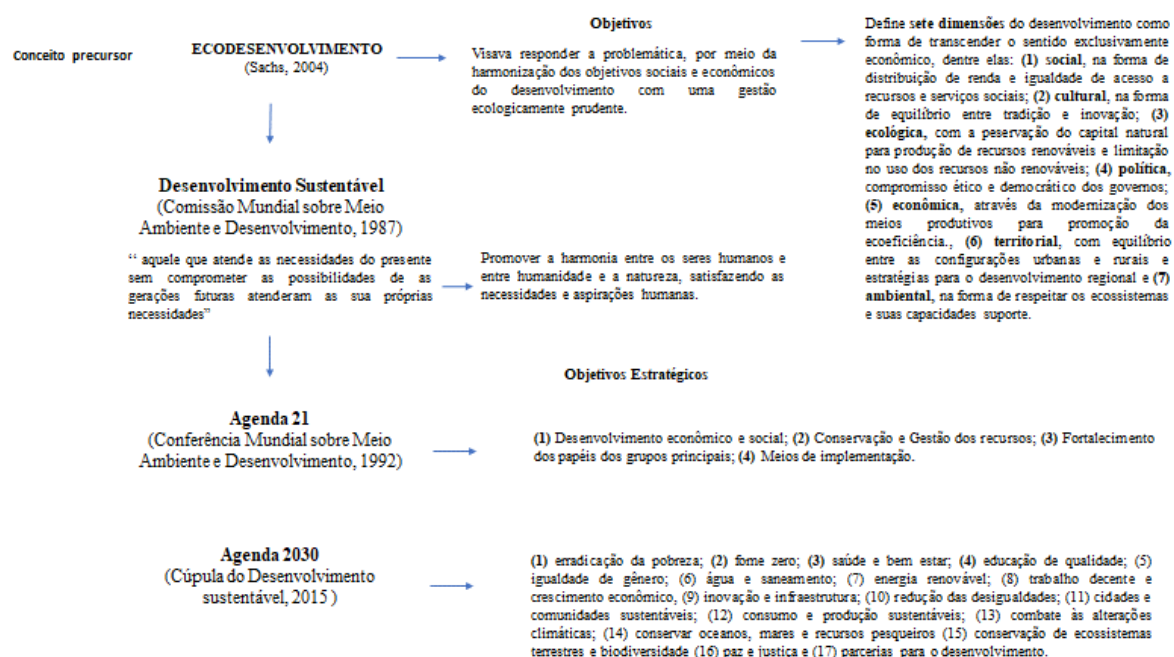 Conceito precursor
ECODESENVOLVIMENTO
(Sachs, 2004)
Objetivos
Visava responder a problemática, por meio da
harmonização dos objetivos sociais e econômicos
do desenvolvimento com uma gestão
ecologicamente prudente.
Define sete dimensões do desenvolvimento como
forma de transcender o sentido exclusivamente
econômico, dentre elas: (1) social, na forma de
distribuição de renda e igualdade de acesso a
recursos e serviços sociais; (2) cultural, na forma
de equilíbrio entre tradição e inovação; (3)
ecológica, com a peservação do capital natural
para produção de recursos renováveis e limitação
no uso dos recursos não renováveis; (4) política,
compromisso ético e democrático dos governos;
(5) econômica, através da modernização dos
meios produtivos para promoção da
ecoeficiência., (6) territorial, com equilíbrio
entre as configurações urbanas e rurais e
estratégias para o desenvolvimento regional e (7)
ambiental, na forma de respeitar os ecossistemas
e suas capacidades suporte.
Desenvolvimento Sustentável
(Comissão Mundial sobre Meio
Ambiente e Desenvolvimento, 1987)
“ aquele que atende as necessidades do presente
sem comprometer as possibilidades de as
gerações futuras atenderam as sua próprias
necessidades”
Promover a harmonia entre os seres humanos e
entre humanidade e a natureza, satisfazendo as
necessidades e aspirações humanas.
Objetivos Estratégicos
Agenda 21
(Conferência Mundial sobre Meio
Ambiente e Desenvolvimento, 1992)
(1) Desenvolvimento econômico e social; (2) Conservação e Gestão dos recursos; (3) Fortalecimento
dos papéis dos grupos principais; (4) Meios de implementação.
Agenda 2030
(Cúpula do Desenvolvimento
sustentável, 2015 )
(1) erradicação da pobreza; (2) fome zero; (3) saúde e bem estar; (4) educação de qualidade; (5)
igualdade de gênero; (6) água e saneamento; (7) energia renovável; (8) trabalho decente e
crescimento econômico, (9) inovação e infraestrutura; (10) redução das desigualdades; (11) cidades e
comunidades sustentáveis; (12) consumo e produção sustentáveis; (13) combate às alterações
climáticas; (14) conservar oceanos, mares e recursos pesqueiros (15) conservação de ecossistemas
terrestres e biodiversidade (16) paz e justiça e (17) parcerias para o desenvolvimento.